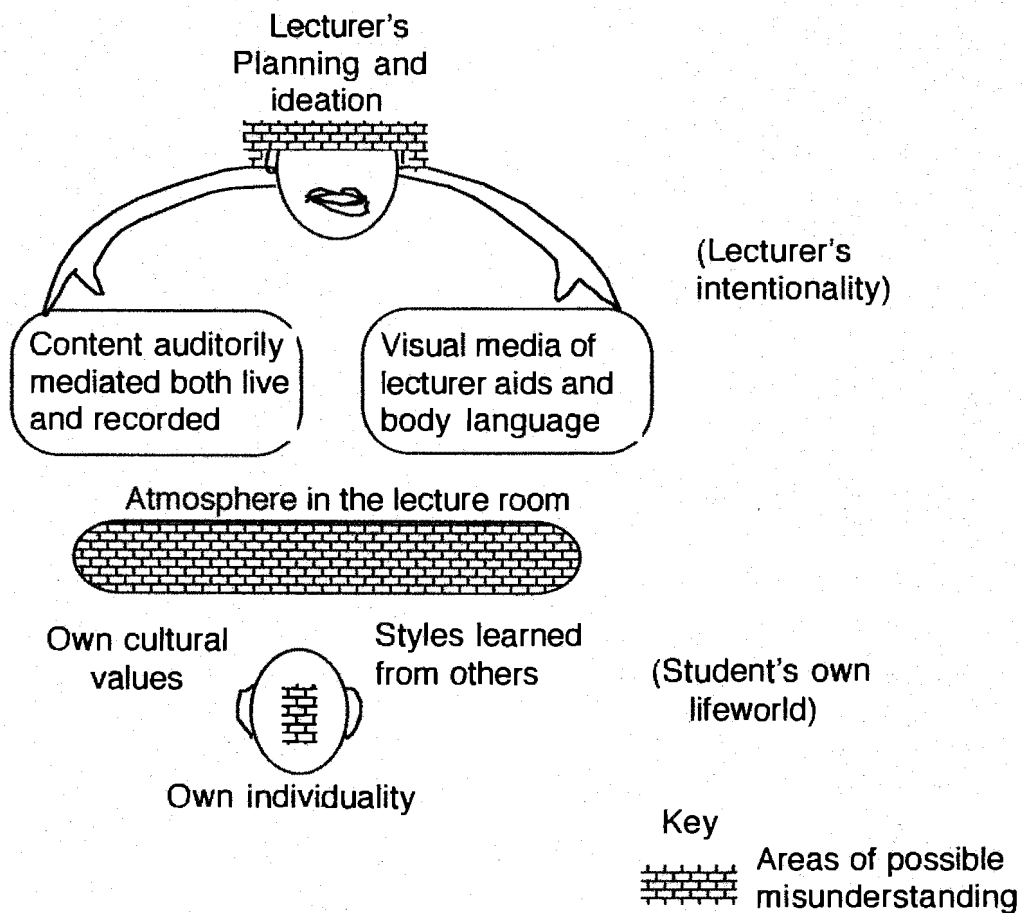 Lecturer's
Planning and
ideation
(Lecturer's
intentionality)
Content auditorily
mediated both live
and recorded
Visual media of
lecturer aids and
body language
Atmosphere in the lecture room
Own cultural
values
Styles learned
from others
(Student's own
lifeworld)
Own individuality
Key
Areas of possible
misunderstanding